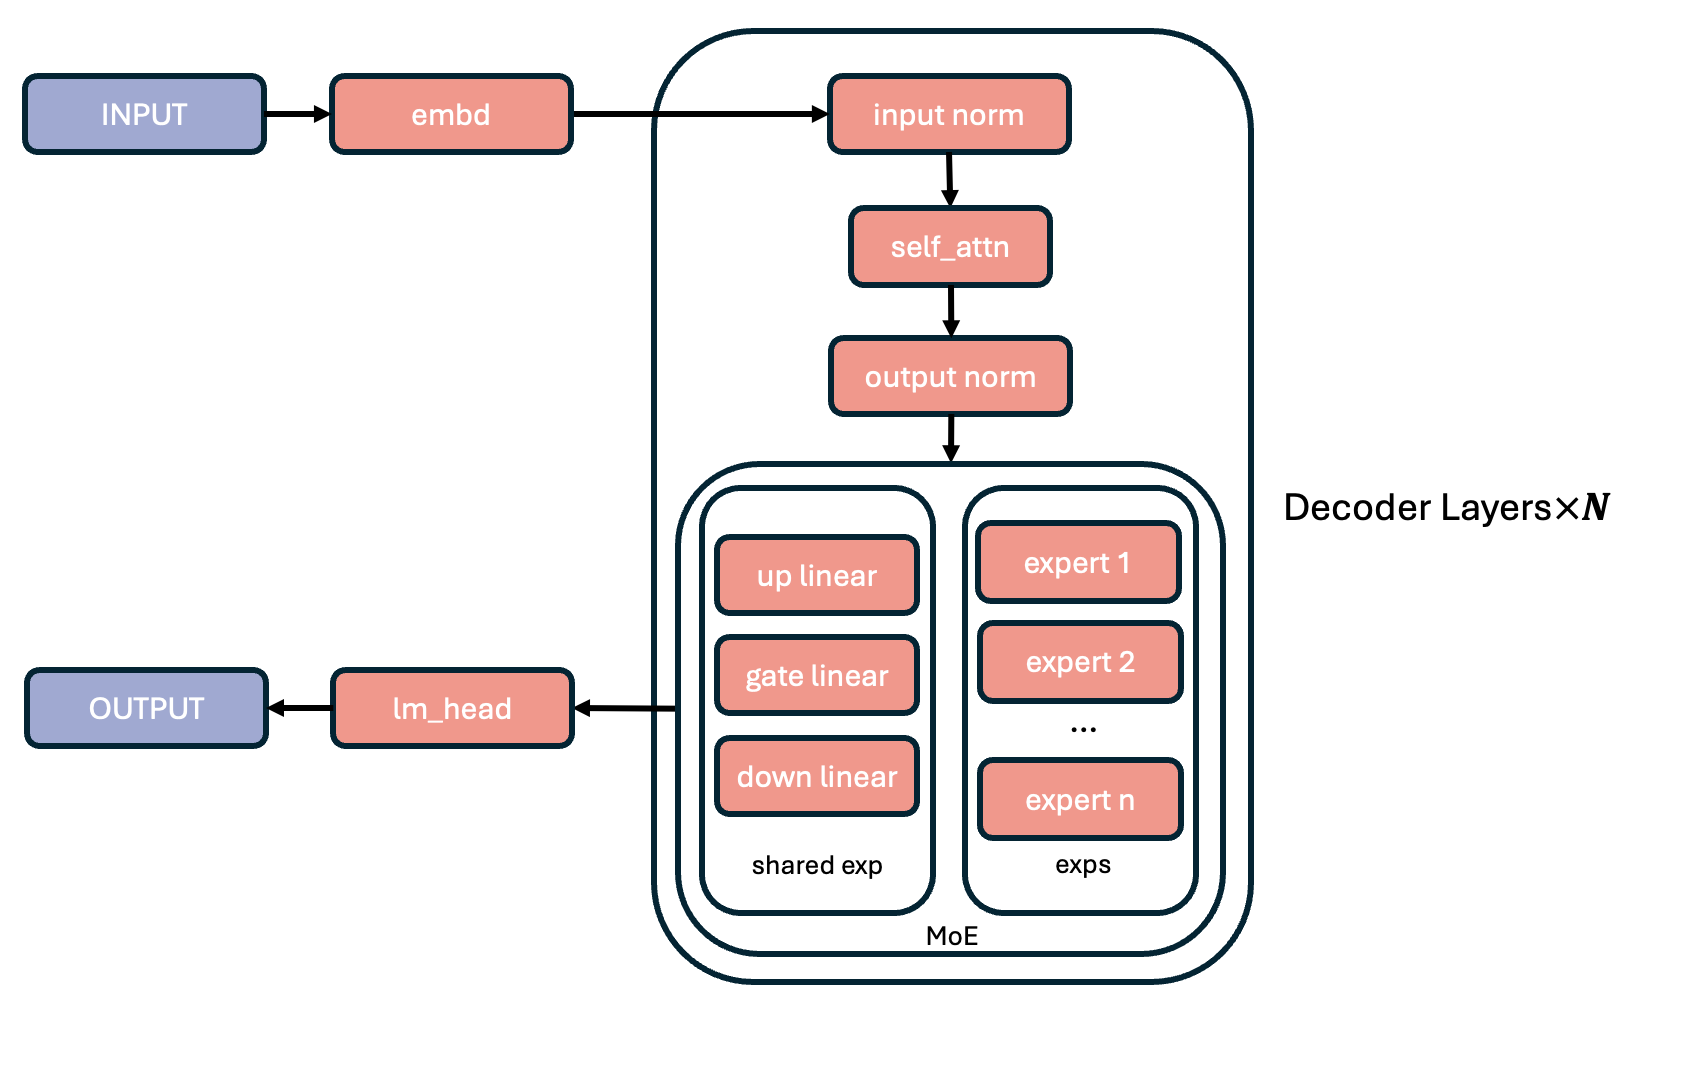 INPUT
embd
input norm
self_attn
output norm
Decoder Layers×N
up linear
gate linear
down linear
shared exp
expert 1
expert 2
...
expert n
exps
MoE
lm_head
OUTPUT